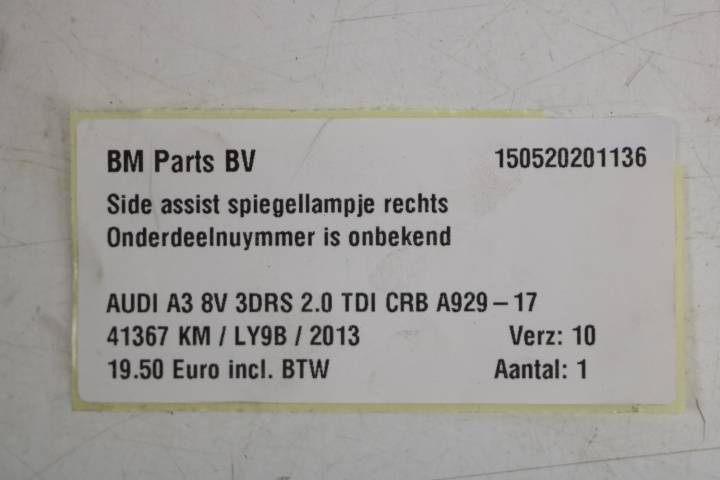 BM Parts BV 150520201136
Side assist spiegellampje rechts
Onderdeelnuymmer is onbekend
AUDI A3 8V 3DRS 2.0 TDI CRB A929-17
41367 KM / LY9B / 2013 Verz: 10
19.50 Euro incl. BTW Aantal: 1